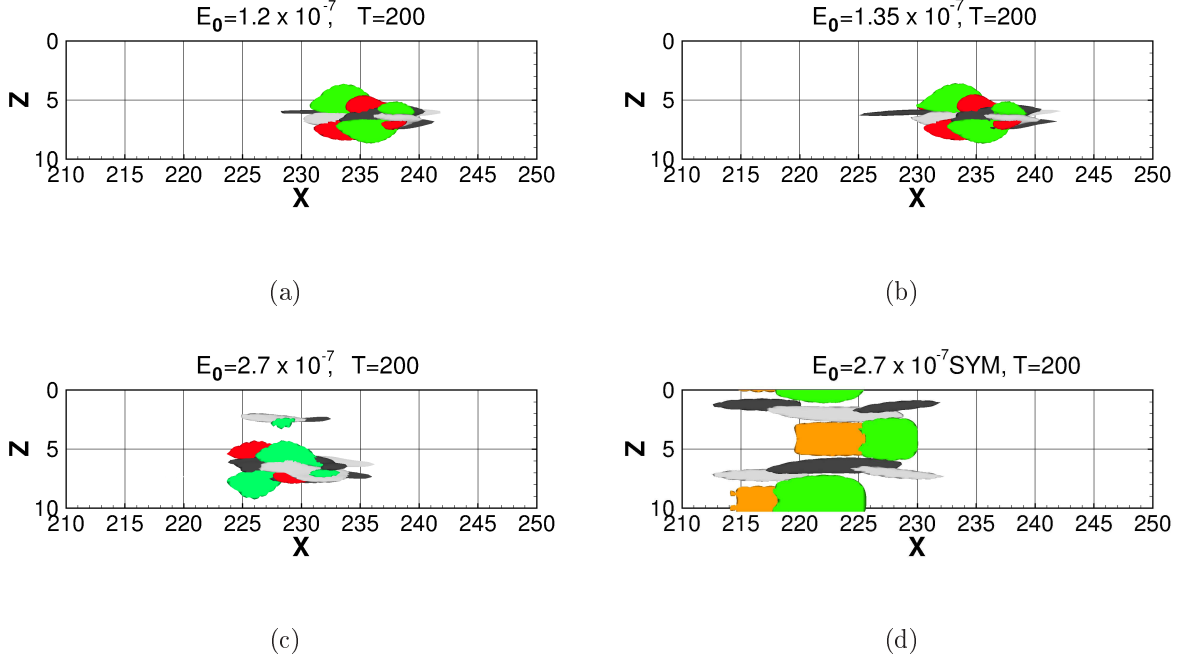 E₀=1.2 x 10⁻⁷, T=200
0
Z
5
10
210 215 220 225 230 235 240 245 250
X
(a)
E₀=1.35 x 10⁻⁷, T=200
0
Z
5
10
210 215 220 225 230 235 240 245 250
X
(b)
E₀=2.7 x 10⁻⁷, T=200
0
Z
5
10
210 215 220 225 230 235 240 245 250
X
(c)
E₀=2.7 x 10⁻⁷SYM, T=200
0
Z
5
10
210 215 220 225 230 235 240 245 250
X
(d)